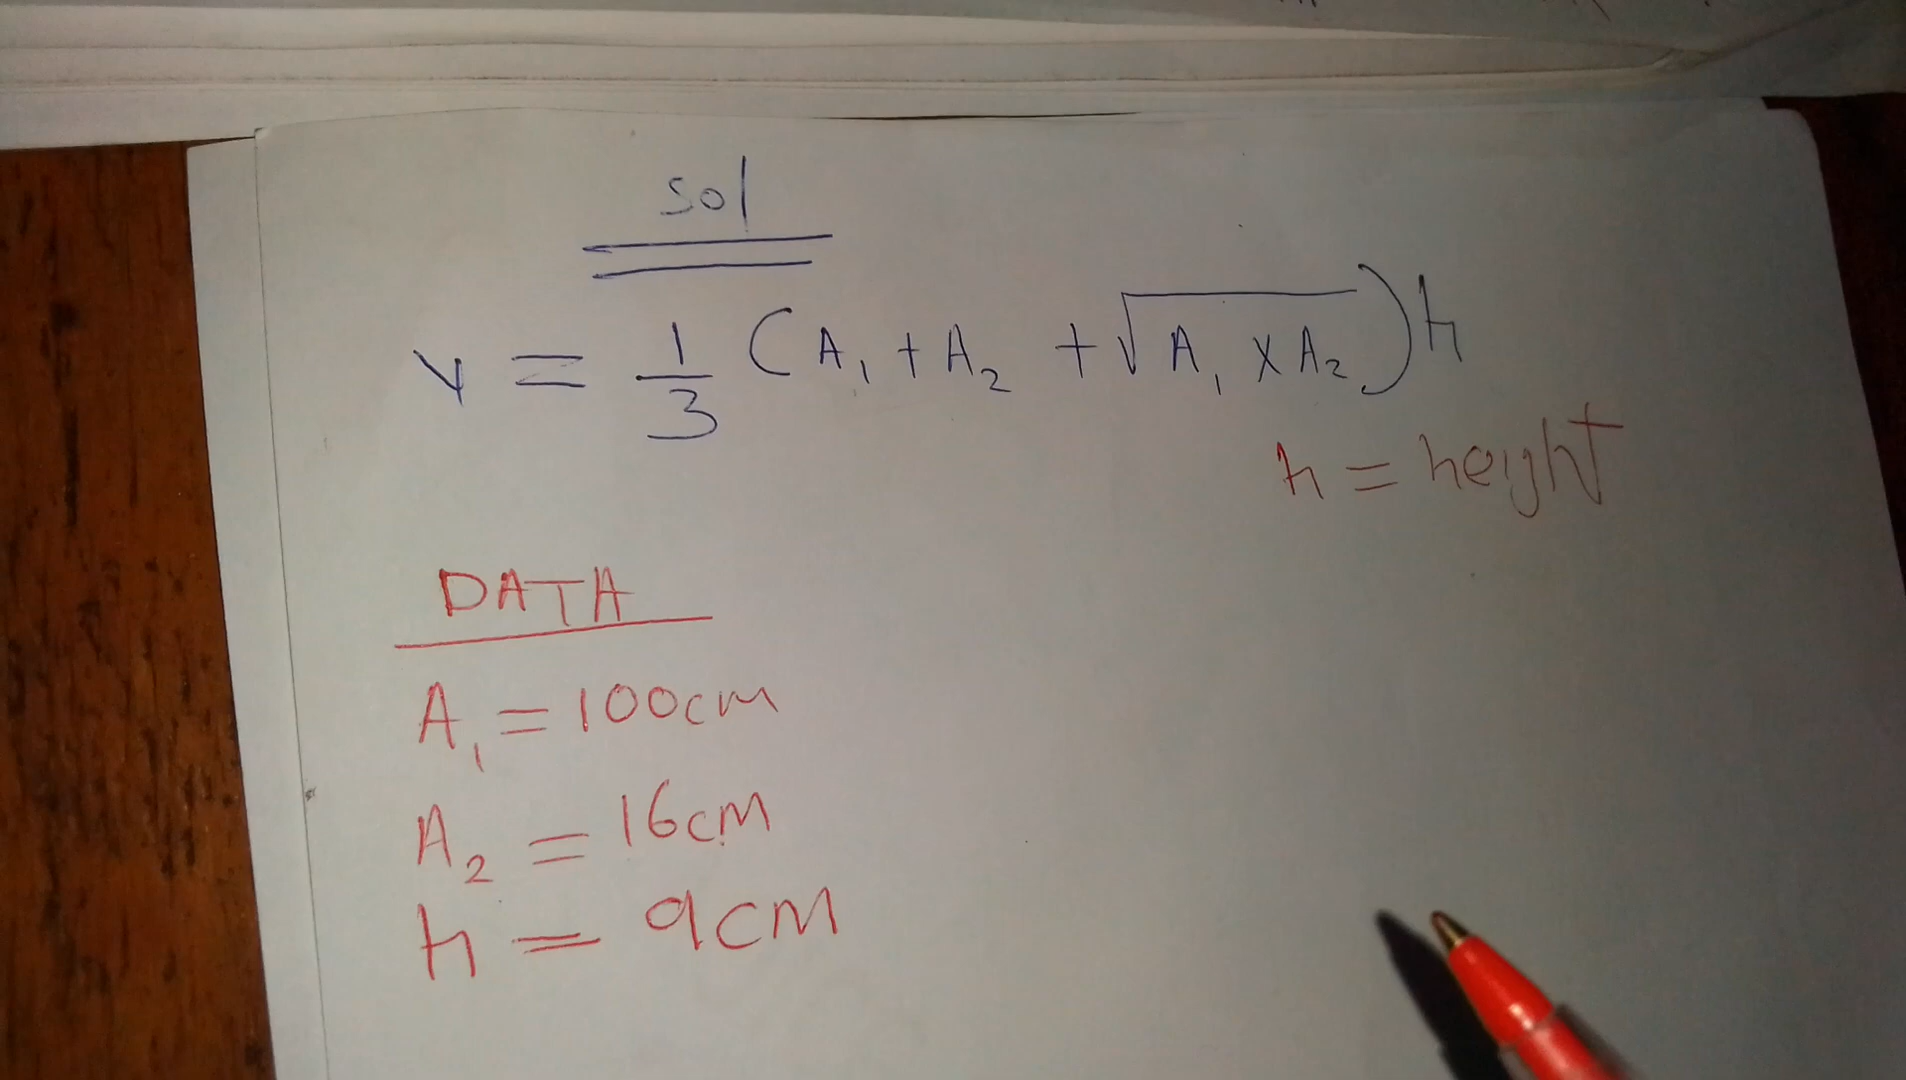 sol
V = 1/3 (A₁ + A₂ + √A₁ x A₂) h
h = height
DATA
A₁ = 100cm
A₂ = 16cm
h = 9cm